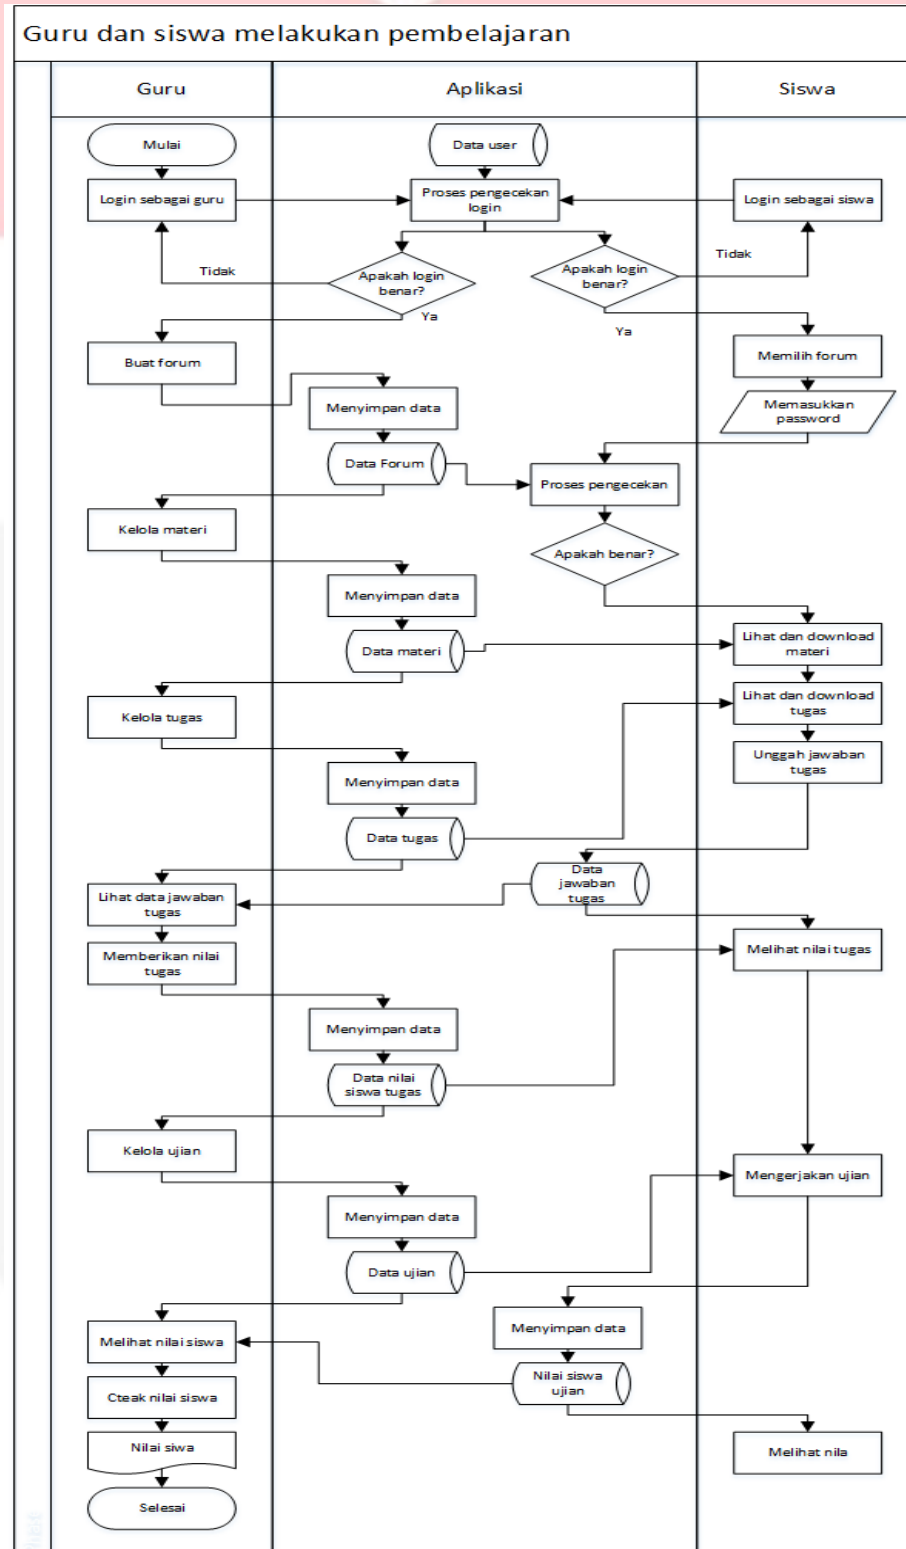 Guru dan siswa melakukan pembelajaran
Guru
Aplikasi
Siswa
Mulai
Data user
Login sebagai guru
Proses pengecekan
login
Login sebagai siswa
Tidak
Apakah login
benar?
Apakah login
benar?
Tidak
Ya
Ya
Buat forum
Memilih forum
Menyimpan data
Memasukkan
password
Data Forum
Proses pengecekan
Kelola materi
Apakah benar?
Menyimpan data
Data materi
Lihat dan download
materi
Kelola tugas
Lihat dan download
tugas
Menyimpan data
Unggah jawaban
tugas
Data tugas
Lihat data jawaban
tugas
Data
jawaban
tugas
Memberikan nilai
tugas
Melihat nilai tugas
Menyimpan data
Data nilai
siswa tugas
Kelola ujian
Mengerjakan ujian
Menyimpan data
Data ujian
Melihat nilai siswa
Menyimpan data
Cteak nilai siswa
Nilai siswa
ujian
Nilai siwa
Melihat nila
Selesai